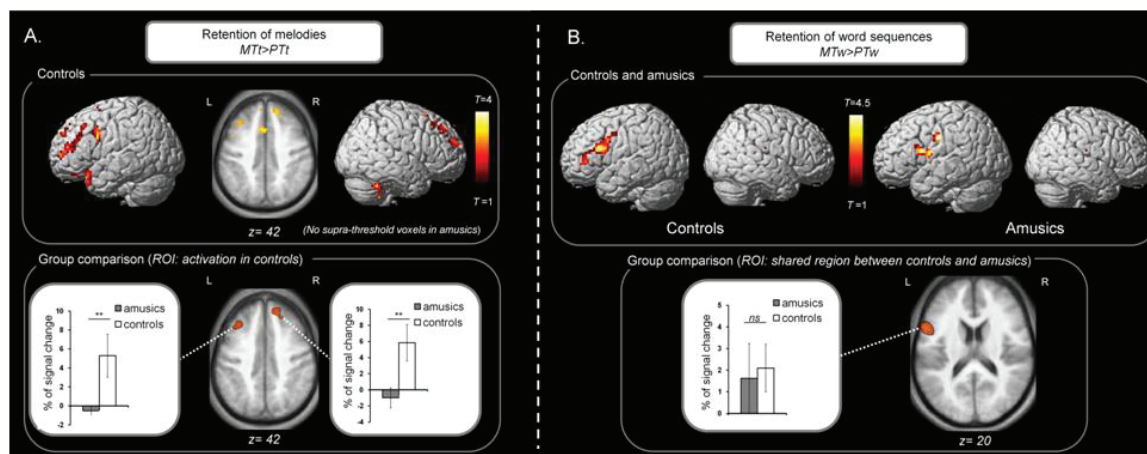 A.
Retention of melodies
MTt>PTt
Controls
L
R
T=4
T=1
z= 42
(No supra-threshold voxels in amusics)
Group comparison (ROI: activation in controls)
L
R
% of signal change
10
8
6
4
2
0
-2
**
amusics
controls
% of signal change
10
8
6
4
2
0
-2
-4
**
amusics
controls
z= 42
B.
Retention of word sequences
MTw>PTw
Controls and amusics
T=4.5
T=1
Controls
Amusics
Group comparison (ROI: shared region between controls and amusics)
% of signal change
5
4
3
2
1
0
ns
amusics
controls
L
R
z= 20